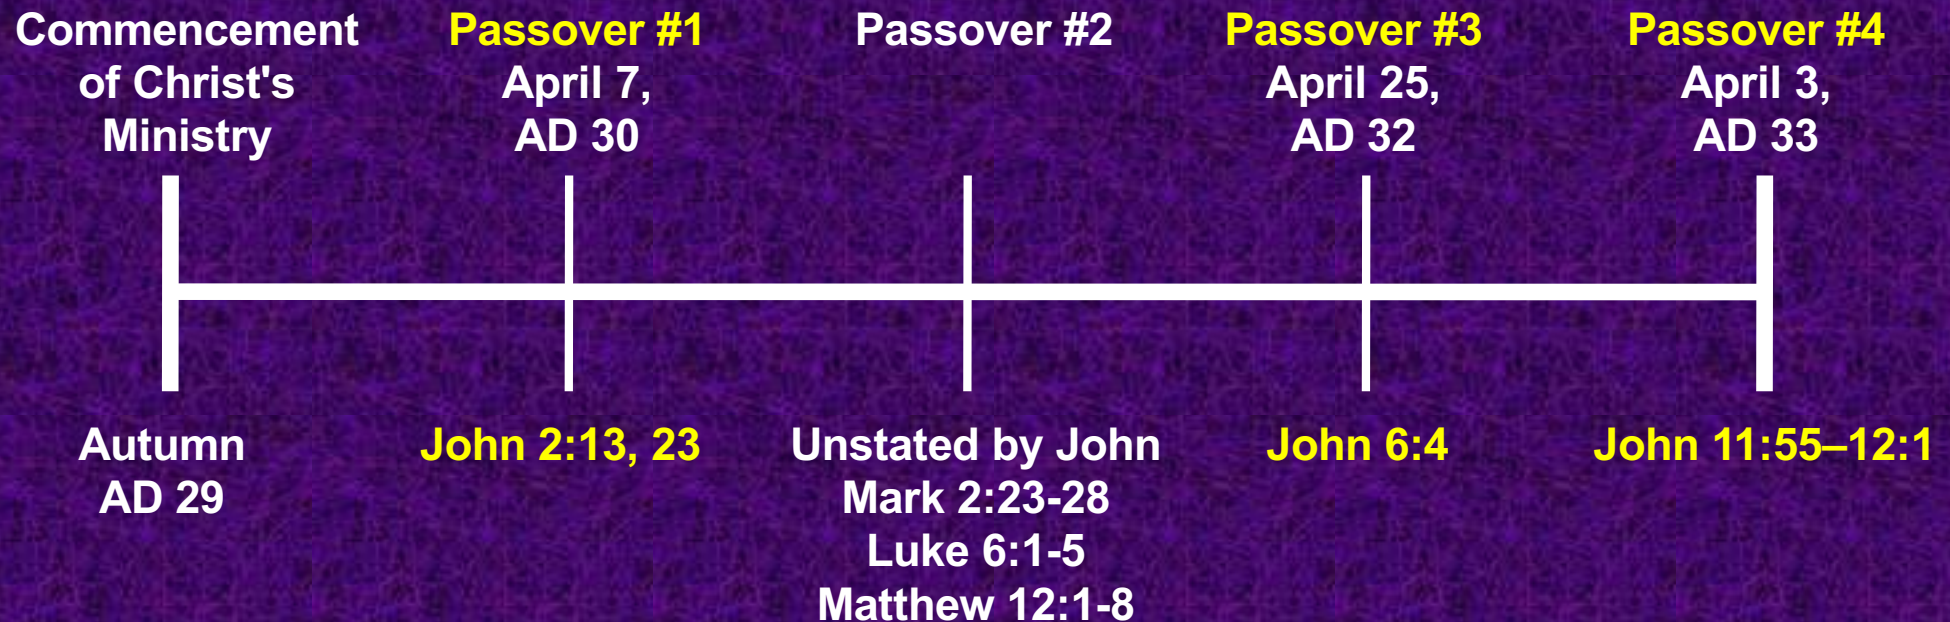 Commencement
of Christ's
Ministry
Passover #1
April 7,
AD 30
Passover #2
Passover #3
April 25,
AD 32
Passover #4
April 3,
AD 33
Autumn
AD 29
John 2:13, 23
Unstated by John
Mark 2:23-28
Luke 6:1-5
Matthew 12:1-8
John 6:4
John 11:55–12:1